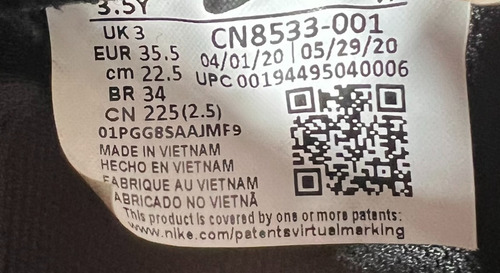 3.5Y
UK 3
EUR 35.5
cm 22.5
BR 34
CN 225(2.5)
01PGG8SAAJMF9
CN8533-001
04/01/20 | 05/29/20
UPC 00194495040006
MADE IN VIETNAM
HECHO EN VIETNAM
FABRIQUE AU VIETNAM
FABRICADO NO VIETNÃ
This product is covered by one or more patents:
www.nike.com/patentsvirtualmarking